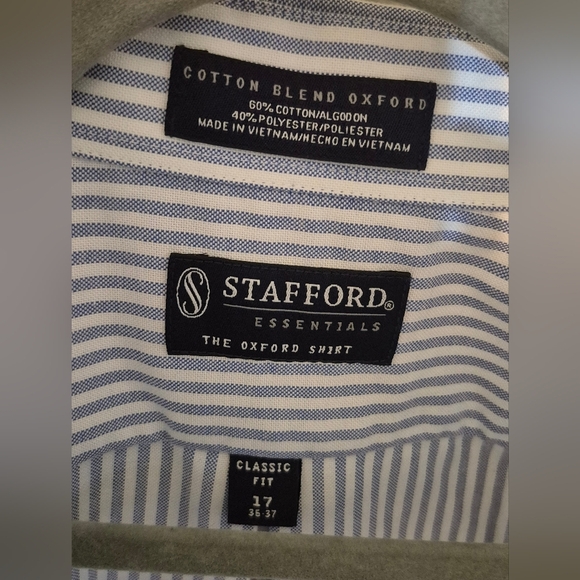 COTTON BLEND OXFORD
60% COTTON/ALGODON
40% POLYESTER/POLIESTER
MADE IN VIETNAM/HECHO EN VIETNAM
S STAFFORD®
ESSENTIALS
THE OXFORD SHIRT
CLASSIC
FIT
17
36-37